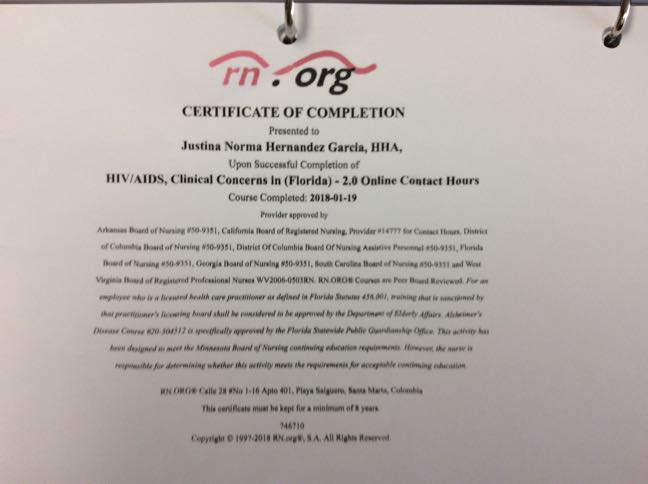 rn.org
CERTIFICATE OF COMPLETION
Presented to
Justina Norma Hernandez Garcia, HHA,
Upon Successful Completion of
HIV/AIDS, Clinical Concerns in (Florida) - 2.0 Online Contact Hours
Course Completed: 2018-01-19
Provider approved by
Arkansas Board of Nursing #50-9351, California Board of Registered Nursing, Provider #14777 for Contact Hours, District
of Columbia Board of Nursing #50-9351, District Of Columbia Board Of Nursing Assistive Personnel #50-9351, Florida
Board of Nursing #50-9351, Georgia Board of Nursing #50-9351, South Carolina Board of Nursing #50-9351 and West
Virginia Board of Registered Professional Nurses WV2006-0503RN. RN.ORG® Courses are Peer Board Reviewed. For an
employee who is a licensed health care practitioner as defined in Florida Statutes 456.001, training that is sanctioned by
that practitioner's licensing board shall be considered to be approved by the Department of Elderly Affairs. Alzheimer's
Disease Course #20-504512 is specifically approved by the Florida Statewide Public Guardianship Office. This activity has
been designed to meet the Minnesota Board of Nursing continuing education requirements. However, the nurse is
responsible for determining whether this activity meets the requirements for acceptable continuing education.
RN.ORG® Calle 28 #No 1-16 Apto 401, Playa Salguero, Santa Marta, Colombia
This certificate must be kept for a minimum of 8 years.
746710
Copyright © 1997-2018 RN.org®, S.A. All Rights Reserved.